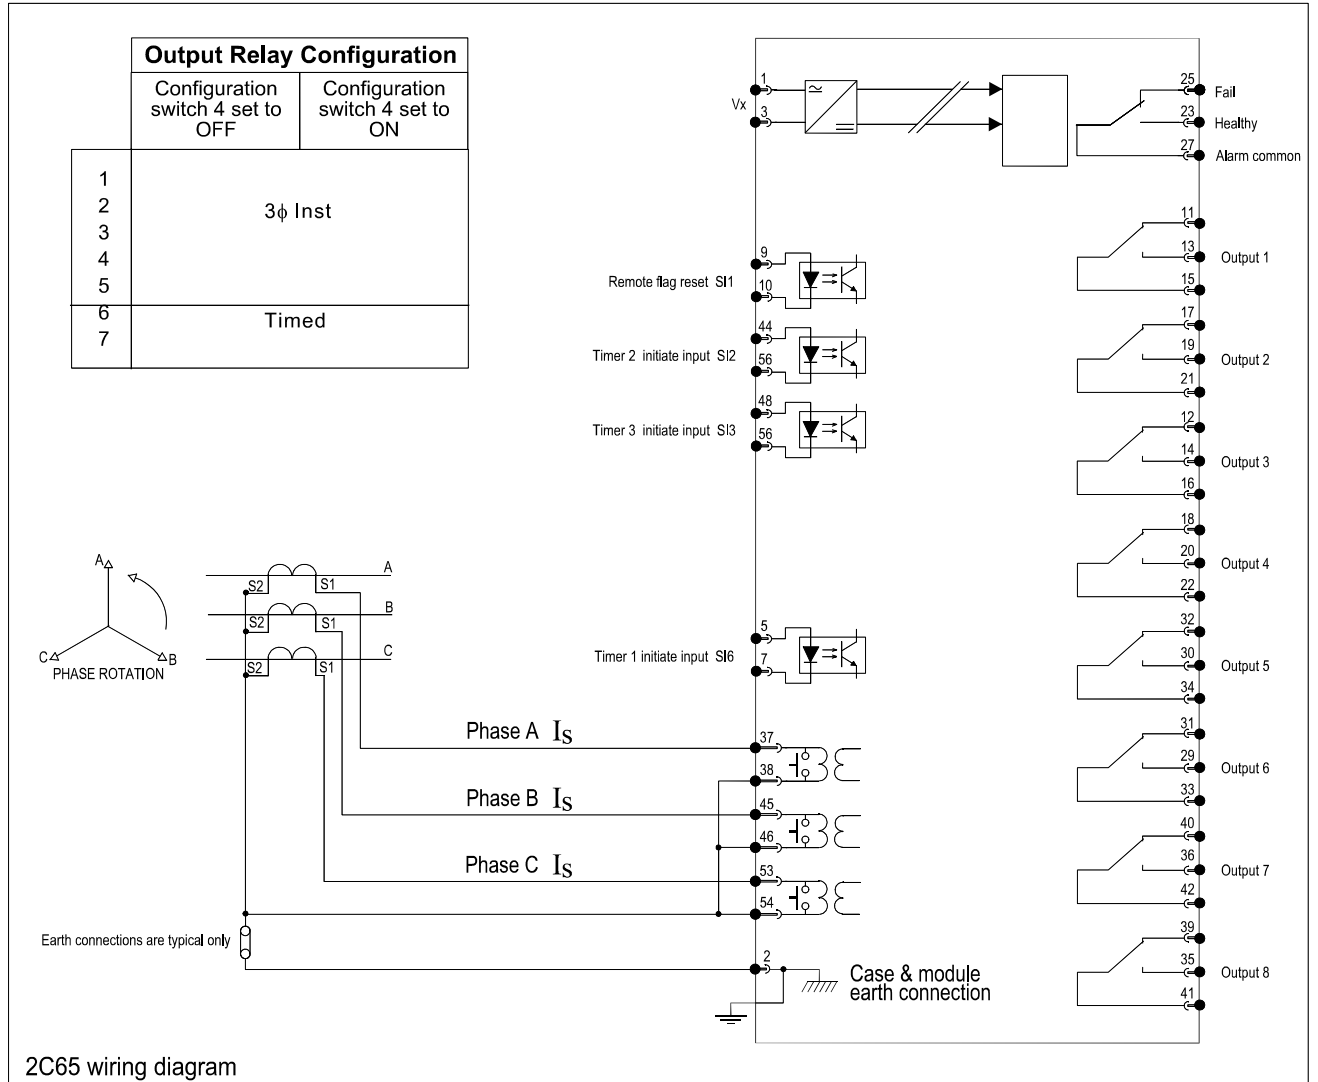 Output Relay Configuration
Configuration switch 4 set to OFF
Configuration switch 4 set to ON
1
2
3
4
5
6
7
3ϕ Inst
Timed
Vx
1
3
25
Fail
23
Healthy
27
Alarm common
Remote flag reset SI1
9
10
Timer 2 initiate input SI2
44
56
Timer 3 initiate input SI3
48
56
Timer 1 initiate input SI6
5
7
11
13
Output 1
15
17
19
Output 2
21
12
14
Output 3
16
18
20
Output 4
22
32
30
Output 5
34
31
29
Output 6
33
40
36
Output 7
42
39
35
Output 8
41
A
C
B
PHASE ROTATION
A
S2
S1
B
S2
S1
C
S2
S1
Phase A IS
37
38
Phase B IS
45
46
Phase C IS
53
54
Earth connections are typical only
2
Case & module
earth connection
2C65 wiring diagram